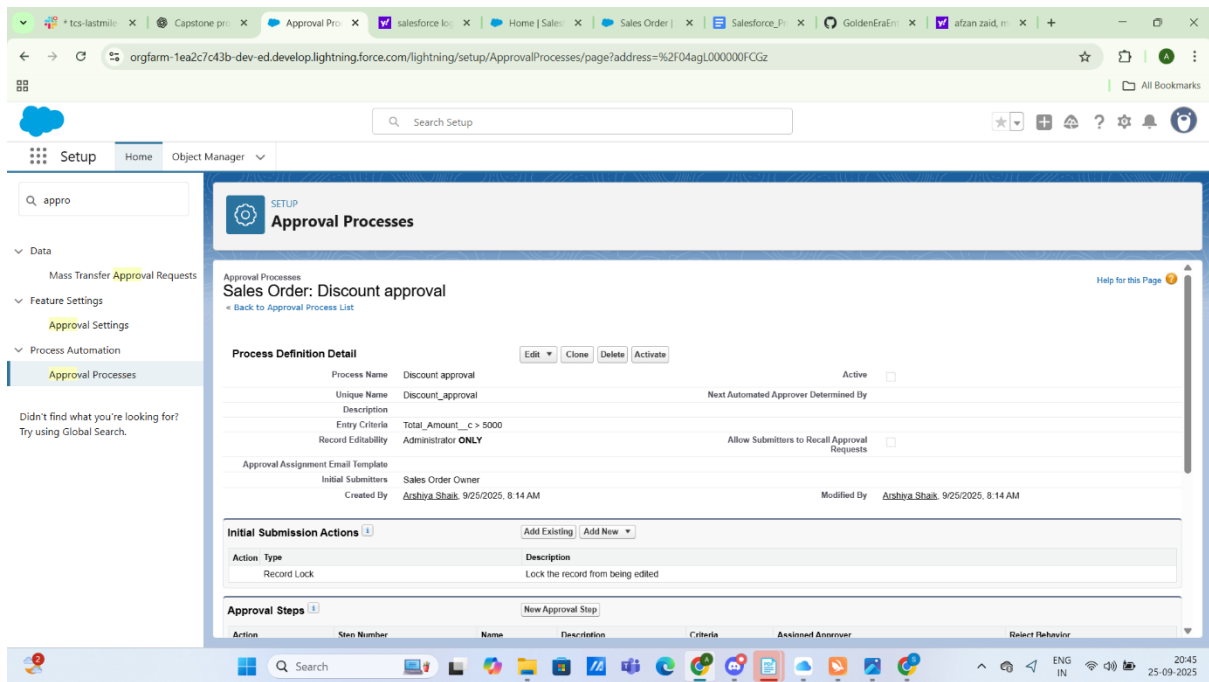 * tcs-lastmile
Capstone pro
Approval Pro
salesforce log
Home | Sales
Sales Order |
Salesforce_Pr
GoldenEraEnt
afzan zaid, m
orgfarm-1ea2c7c43b-dev-ed.develop.lightning.force.com/lightning/setup/ApprovalProcesses/page?address=%2F04agL000000FCGz
A
All Bookmarks
Search Setup
Setup
Home
Object Manager
appro
Data
Mass Transfer Approval Requests
Feature Settings
Approval Settings
Process Automation
Approval Processes
Didn't find what you're looking for?
Try using Global Search.
SETUP
Approval Processes
Approval Processes
Help for this Page
Sales Order: Discount approval
« Back to Approval Process List
Process Definition Detail
Edit
Clone
Delete
Activate
Process Name Discount approval Active
Unique Name Discount_approval Next Automated Approver Determined By
Description
Entry Criteria Total_Amount__c > 5000
Record Editability Administrator ONLY Allow Submitters to Recall Approval
Requests
Approval Assignment Email Template
Initial Submitters Sales Order Owner
Created By Arshiya Shaik, 9/25/2025, 8:14 AM Modified By Arshiya Shaik, 9/25/2025, 8:14 AM
Initial Submission Actions
Add Existing
Add New
Action Type Description
Record Lock Lock the record from being edited
Approval Steps
New Approval Step
Action Step Number Name Description Criteria Assigned Approver Reject Behavior
2
Search
ENG
IN
20:45
25-09-2025